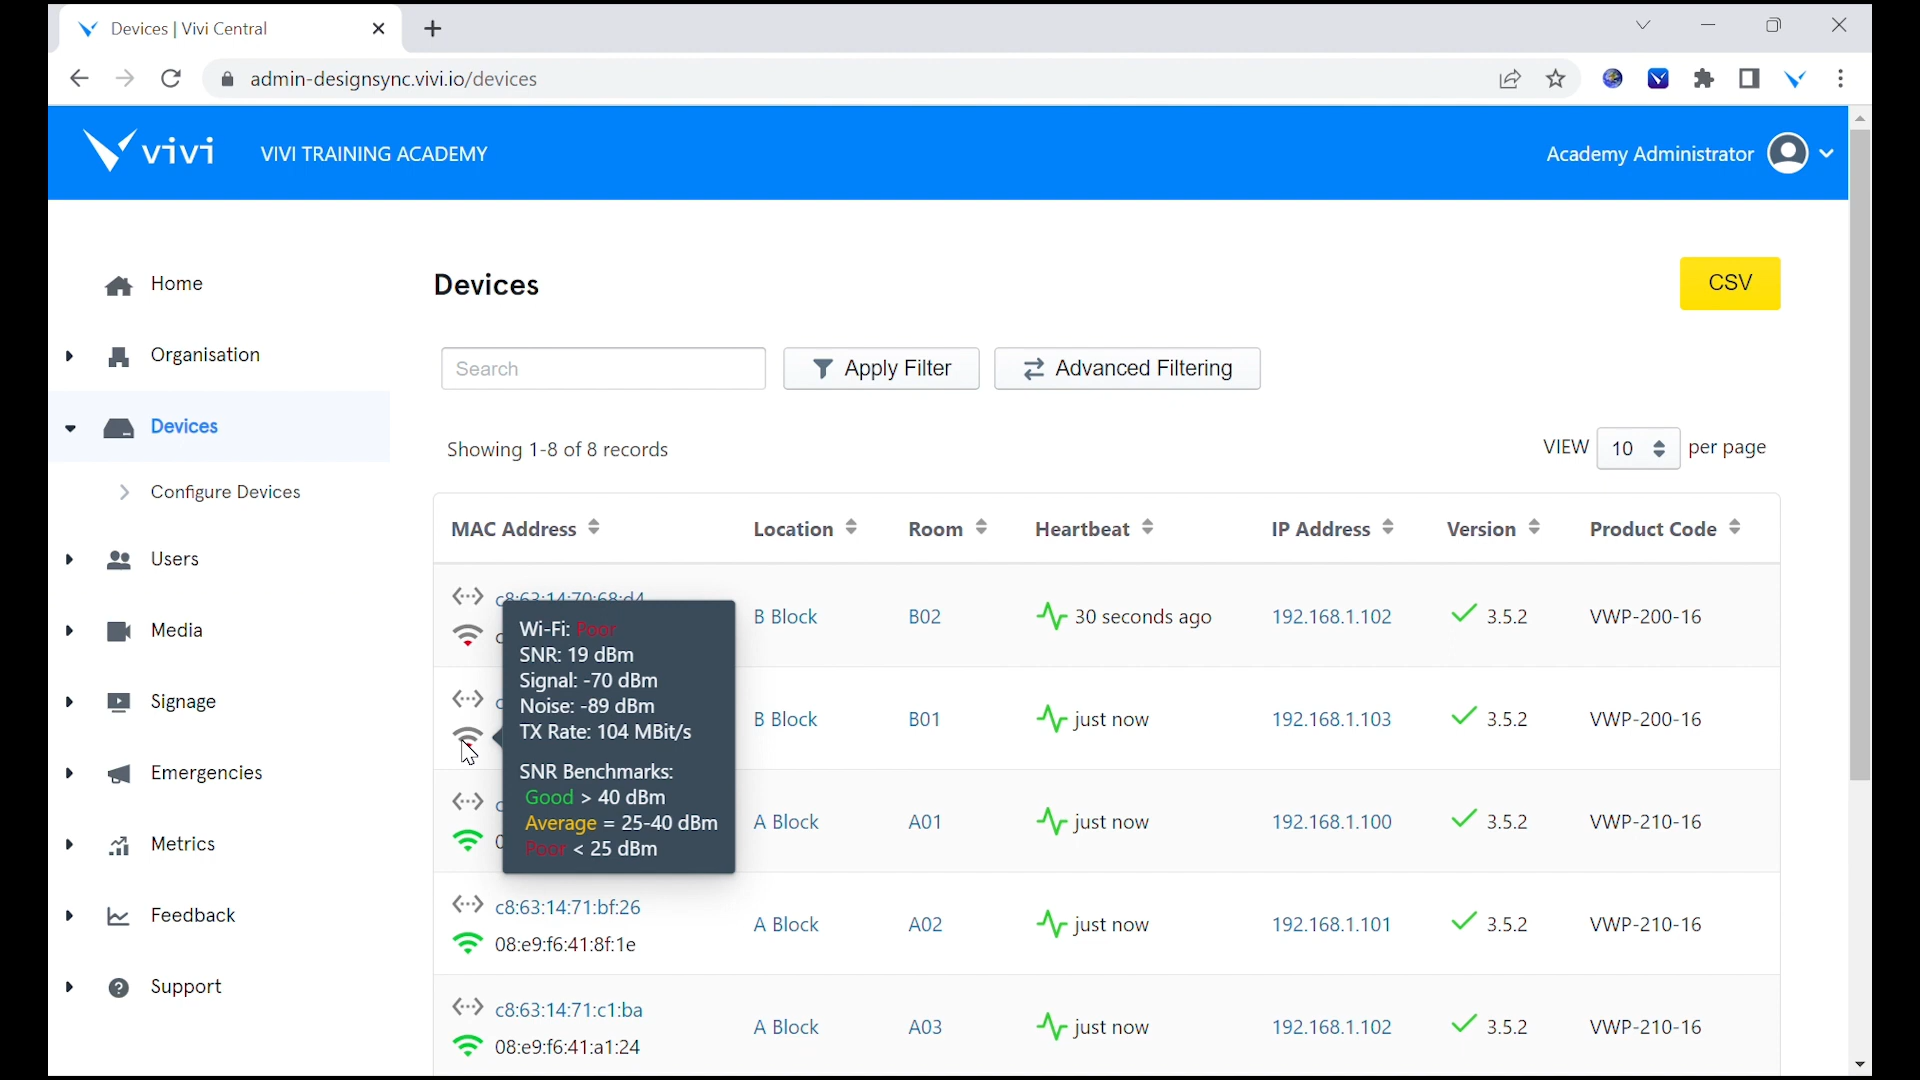 Devices | Vivi Central
admin-designsync.vivi.io/devices
vivi
VIVI TRAINING ACADEMY
Academy Administrator
Home
Organisation
Devices
Configure Devices
Users
Media
Signage
Emergencies
Metrics
Feedback
Support
Devices
CSV
Search
Apply Filter
Advanced Filtering
Showing 1-8 of 8 records
VIEW 10 per page
MAC Address Location Room Heartbeat IP Address Version Product Code
c8:63:14:70:68:d4
B Block B02 30 seconds ago 192.168.1.102 3.5.2 VWP-200-16
B Block B01 just now 192.168.1.103 3.5.2 VWP-200-16
A Block A01 just now 192.168.1.100 3.5.2 VWP-210-16
Wi-Fi: Poor
SNR: 19 dBm
Signal: -70 dBm
Noise: -89 dBm
TX Rate: 104 MBit/s
SNR Benchmarks:
Good > 40 dBm
Average = 25-40 dBm
Poor < 25 dBm
c8:63:14:71:bf:26
08:e9:f6:41:8f:1e
A Block A02 just now 192.168.1.101 3.5.2 VWP-210-16
c8:63:14:71:c1:ba
08:e9:f6:41:a1:24
A Block A03 just now 192.168.1.102 3.5.2 VWP-210-16